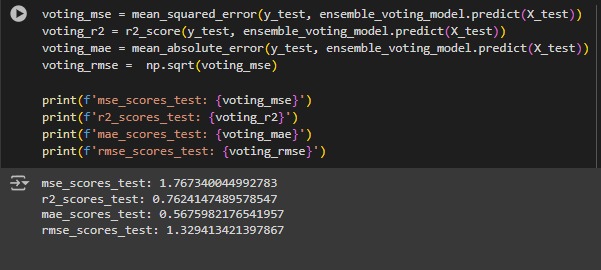 voting_mse = mean_squared_error(y_test, ensemble_voting_model.predict(X_test))
voting_r2 = r2_score(y_test, ensemble_voting_model.predict(X_test))
voting_mae = mean_absolute_error(y_test, ensemble_voting_model.predict(X_test))
voting_rmse =  np.sqrt(voting_mse)
print(f'mse_scores_test: {voting_mse}')
print(f'r2_scores_test: {voting_r2}')
print(f'mae_scores_test: {voting_mae}')
print(f'rmse_scores_test: {voting_rmse}')
mse_scores_test: 1.767340044992783
r2_scores_test: 0.7624147489578547
mae_scores_test: 0.5675982176541957
rmse_scores_test: 1.329413421397867